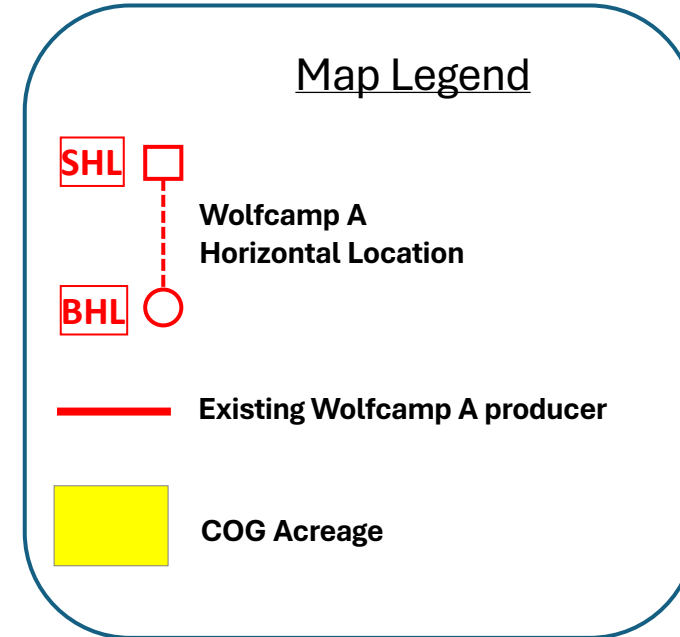 Map Legend
SHL
Wolfcamp A
Horizontal Location
BHL
Existing Wolfcamp A producer
COG Acreage